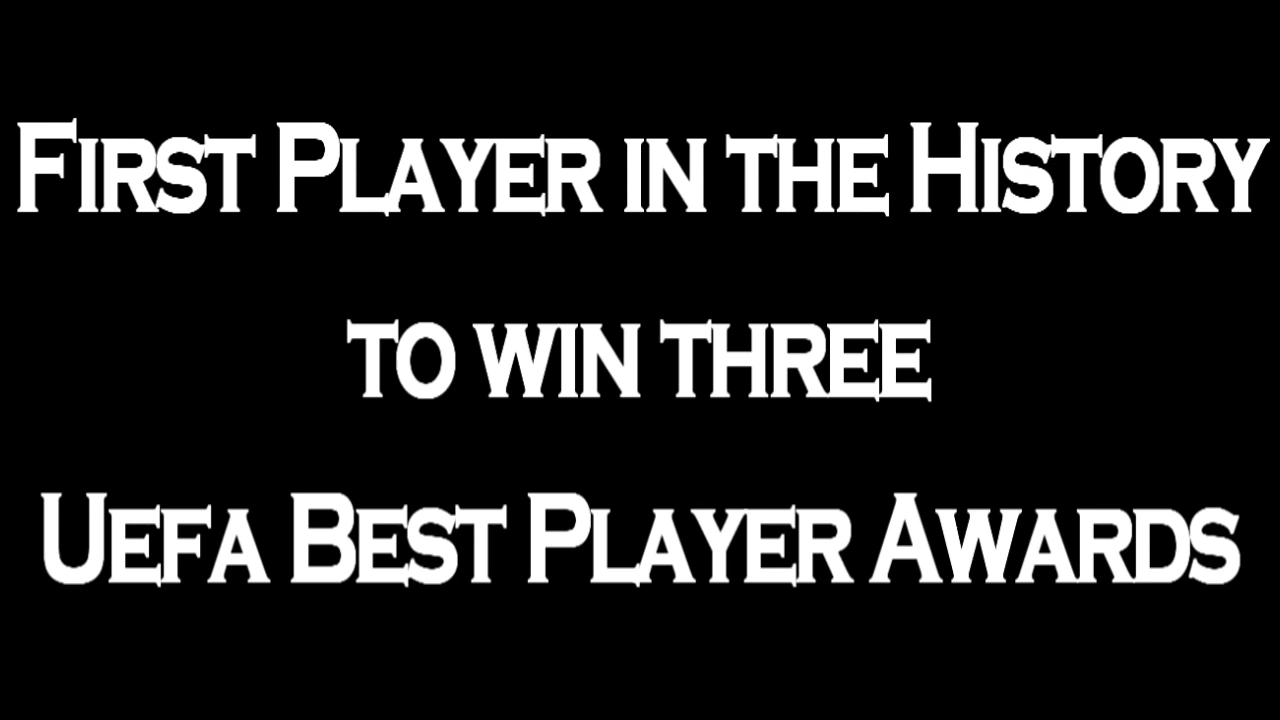 First Player in the History
to win three
Uefa Best Player Awards